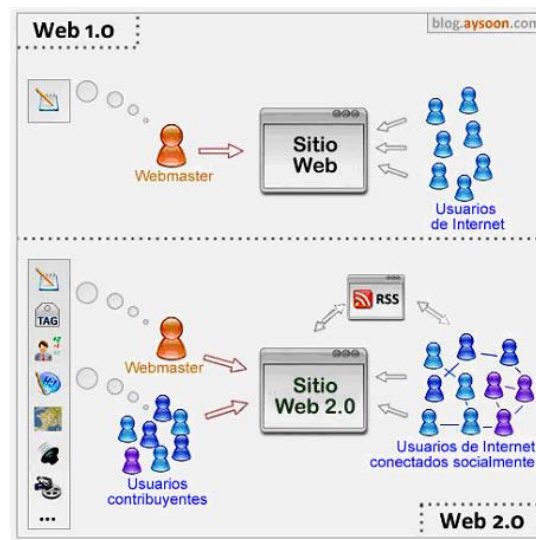 Web 1.0
blog.aysoon.com
Webmaster
Sitio
Web
Usuarios
de Internet
TAG
RSS
Webmaster
Sitio
Web 2.0
Usuarios
contribuyentes
Usuarios de Internet
conectados socialmente
...
Web 2.0